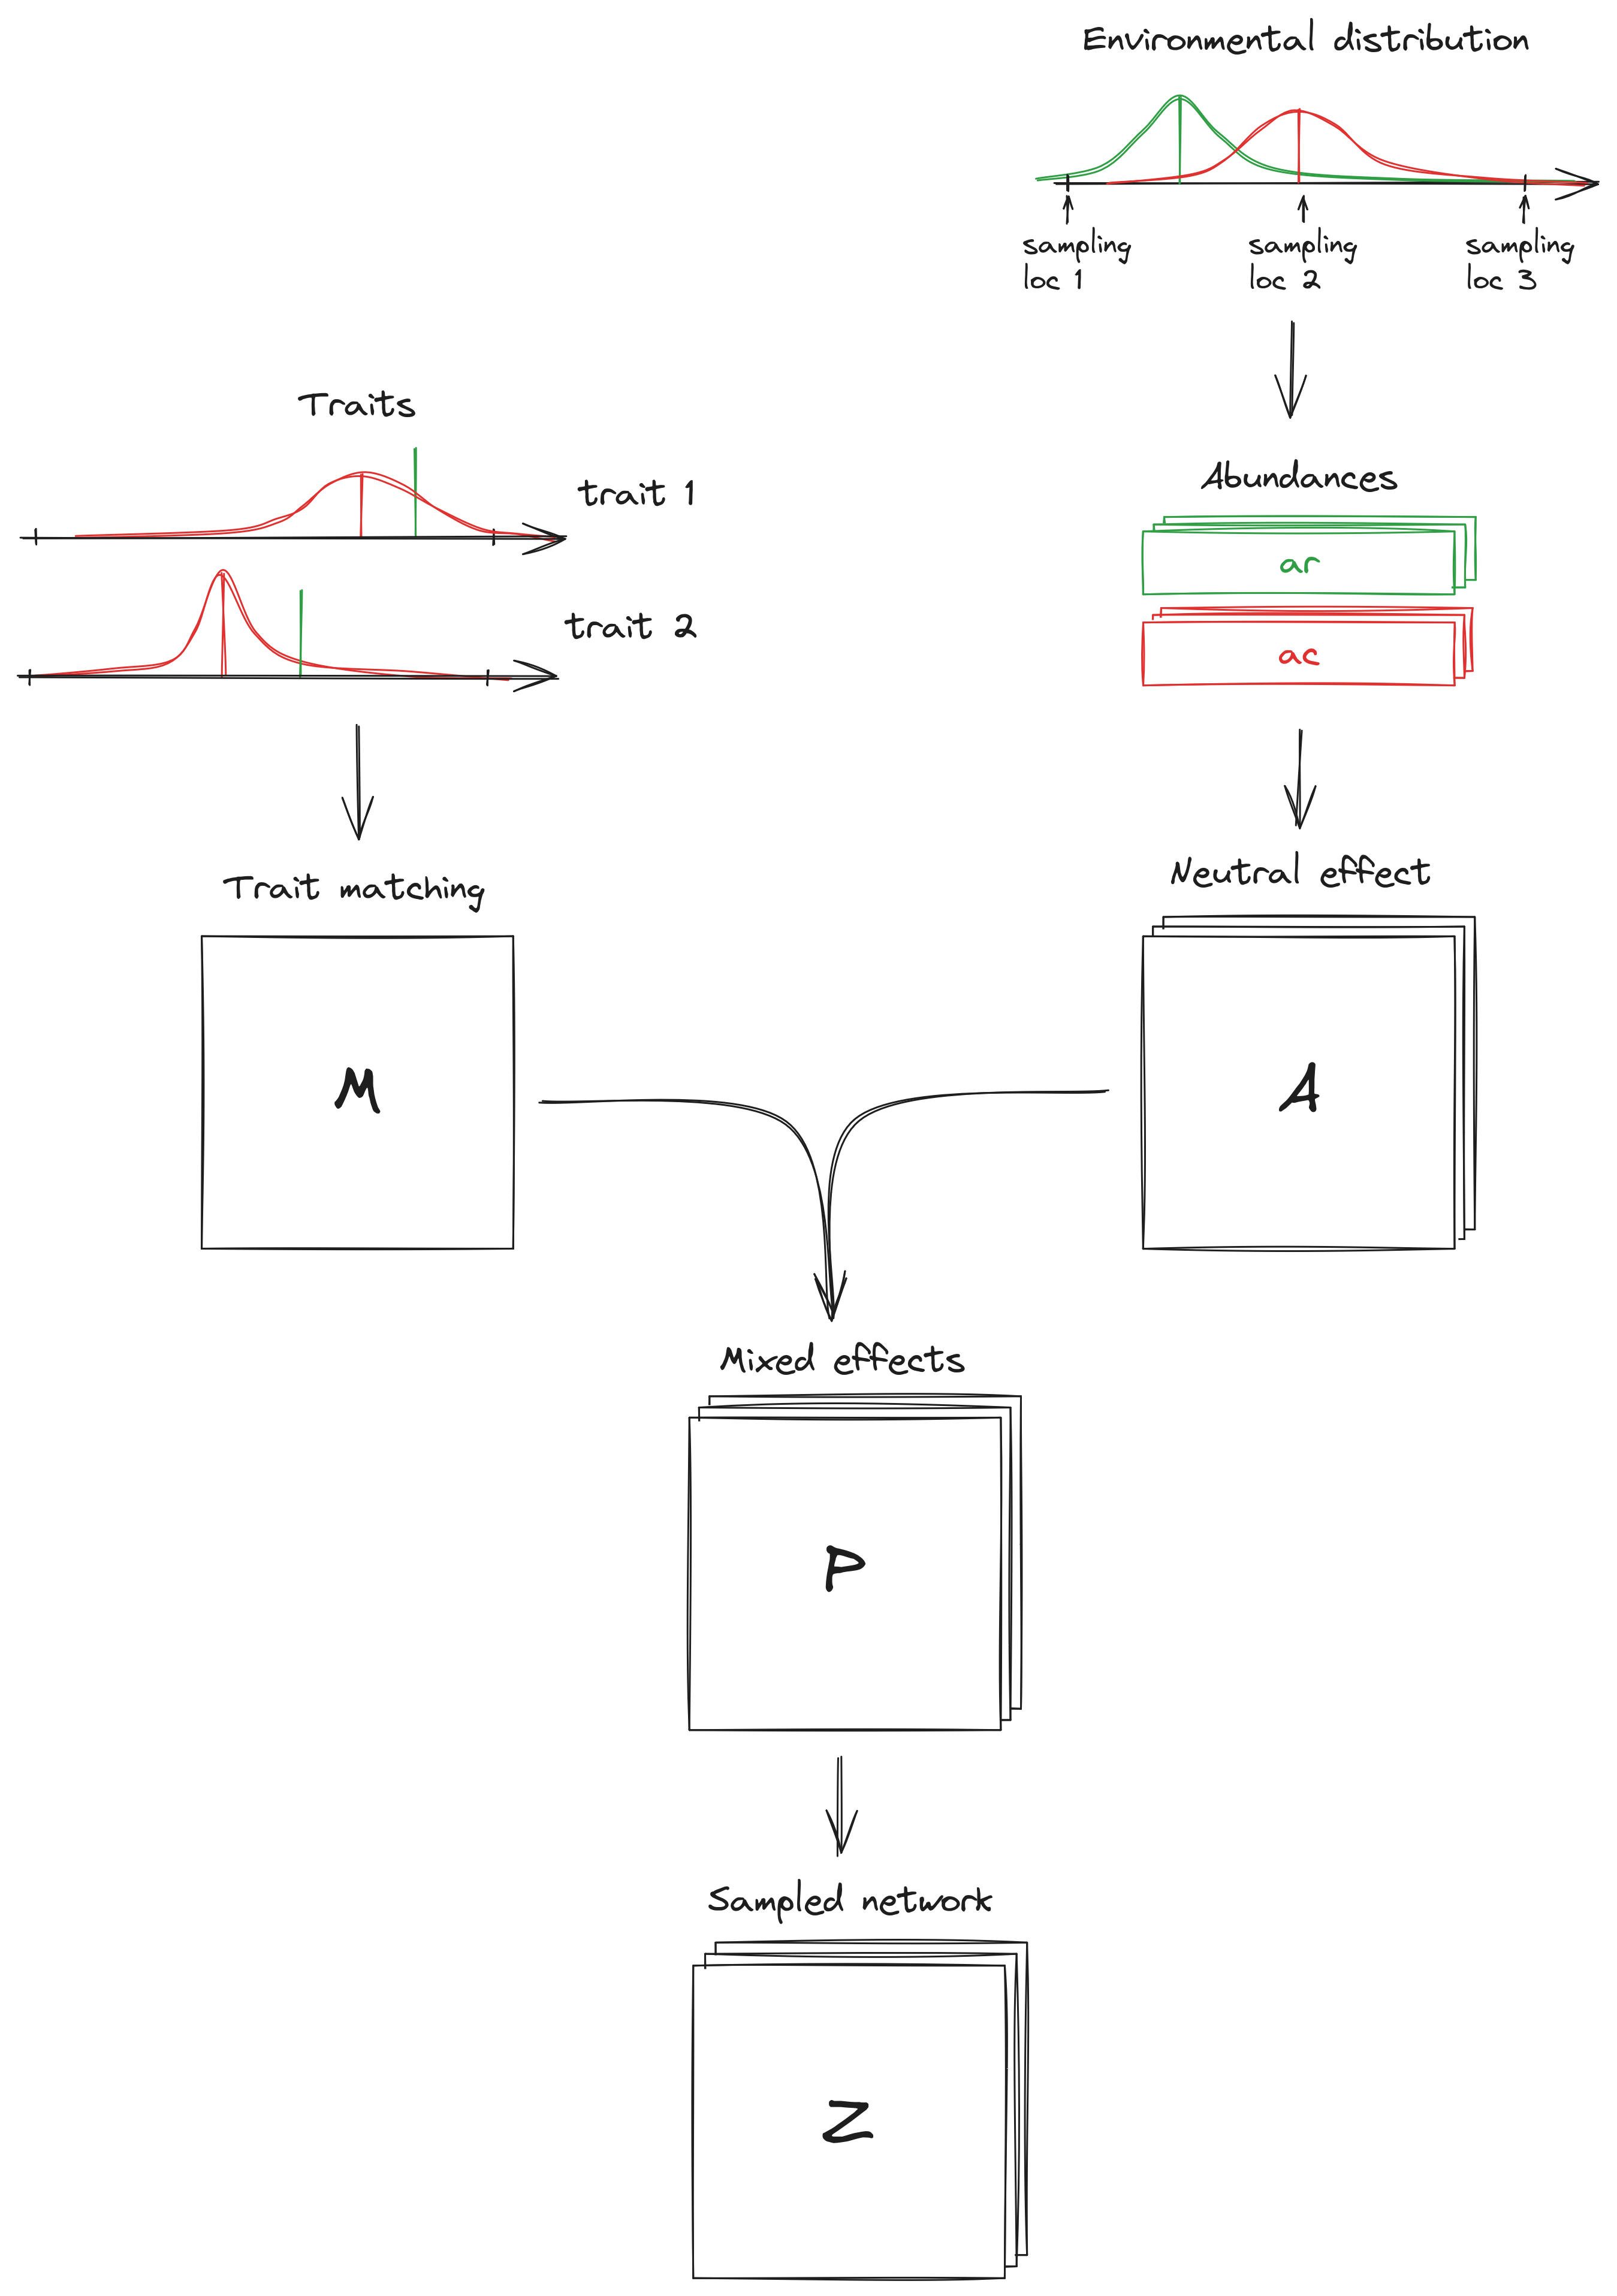 Environmental distribution
sampling
loc 1
sampling
loc 2
sampling
loc 3
Traits
trait 1
trait 2
Abundances
ar
ac
Trait matching
Neutral effect
M
A
Mixed effects
P
Sampled network
Z